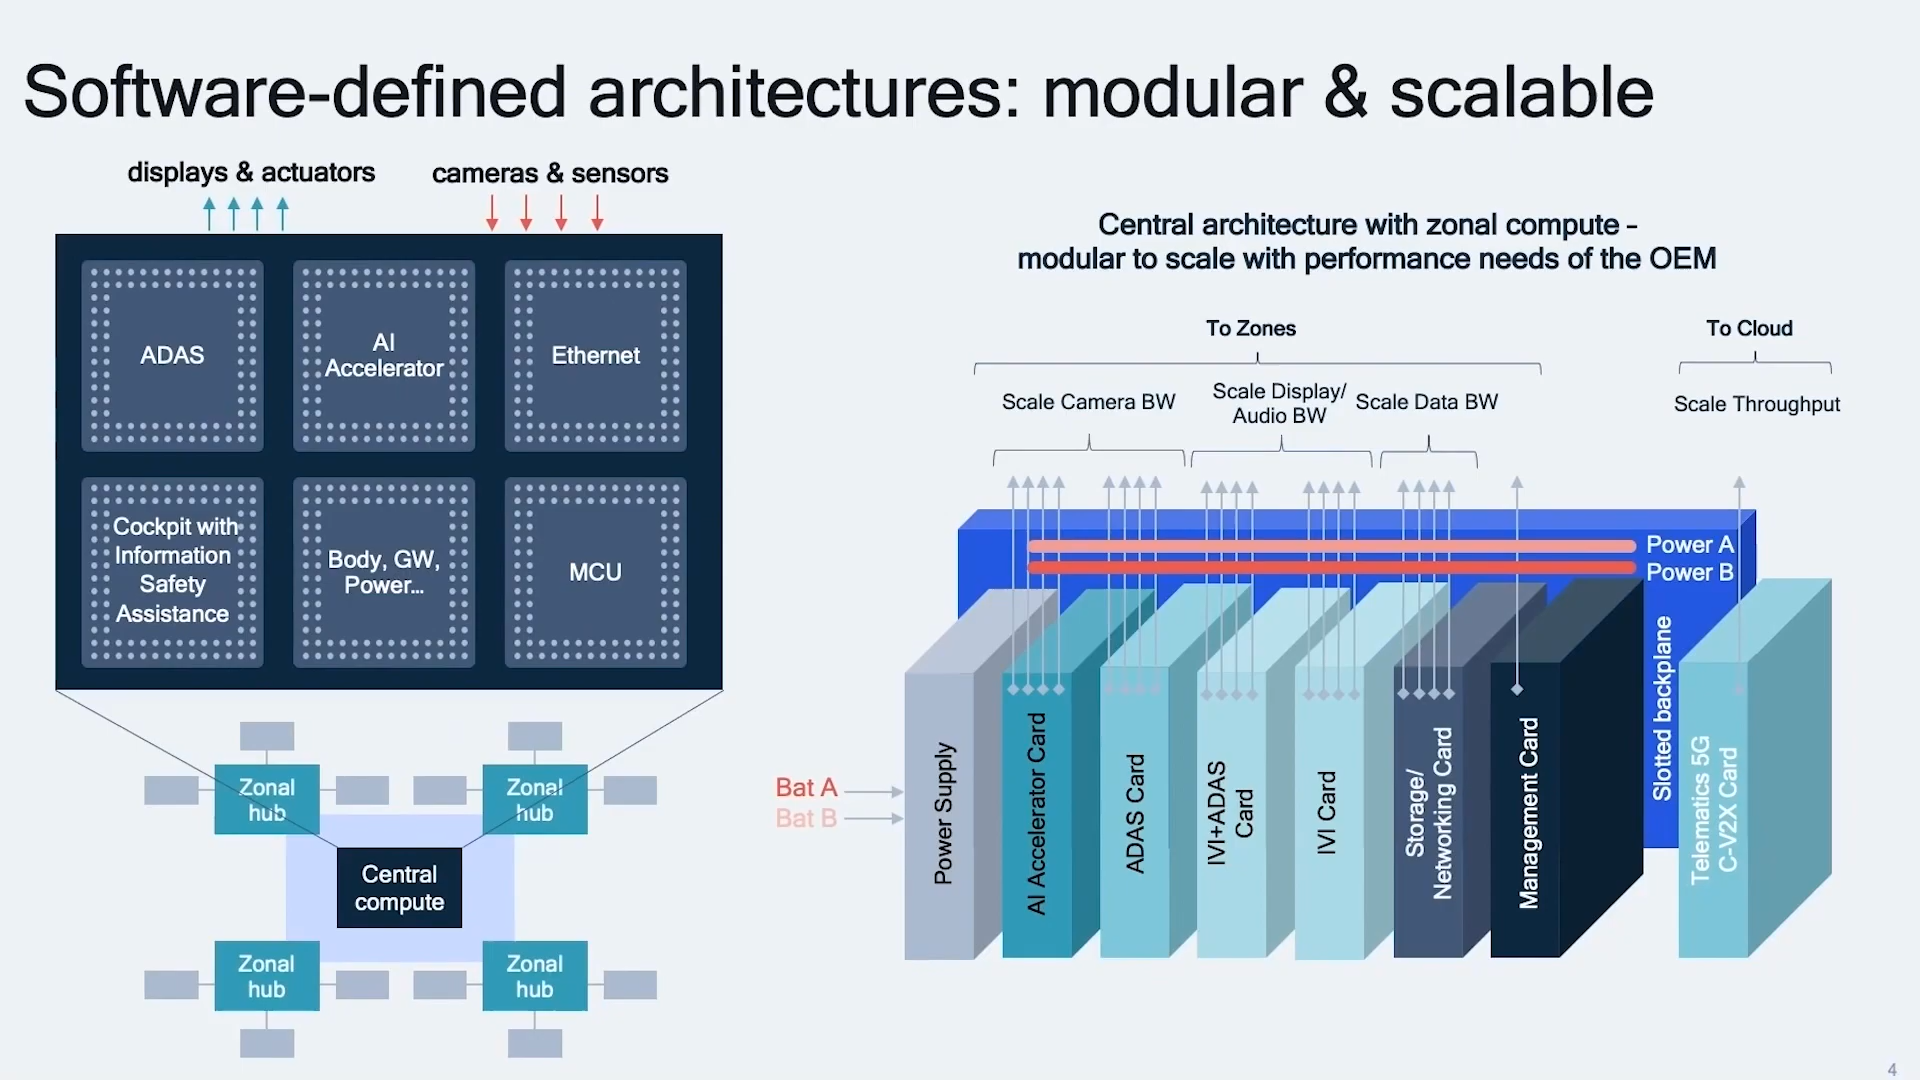 Software-defined architectures: modular & scalable
displays & actuators
cameras & sensors
ADAS
AI
Accelerator
Ethernet
Cockpit with
Information
Safety
Assistance
Body, GW,
Power...
MCU
Zonal
hub
Zonal
hub
Central
compute
Zonal
hub
Zonal
hub
Central architecture with zonal compute –
modular to scale with performance needs of the OEM
To Zones
To Cloud
Scale Camera BW
Scale Display/
Audio BW
Scale Data BW
Scale Throughput
Power A
Power B
Slotted backplane
Bat A
Bat B
Power Supply
AI Accelerator Card
ADAS Card
IVI+ADAS
Card
IVI Card
Storage/
Networking Card
Management Card
Telematics 5G
C-V2X Card
4